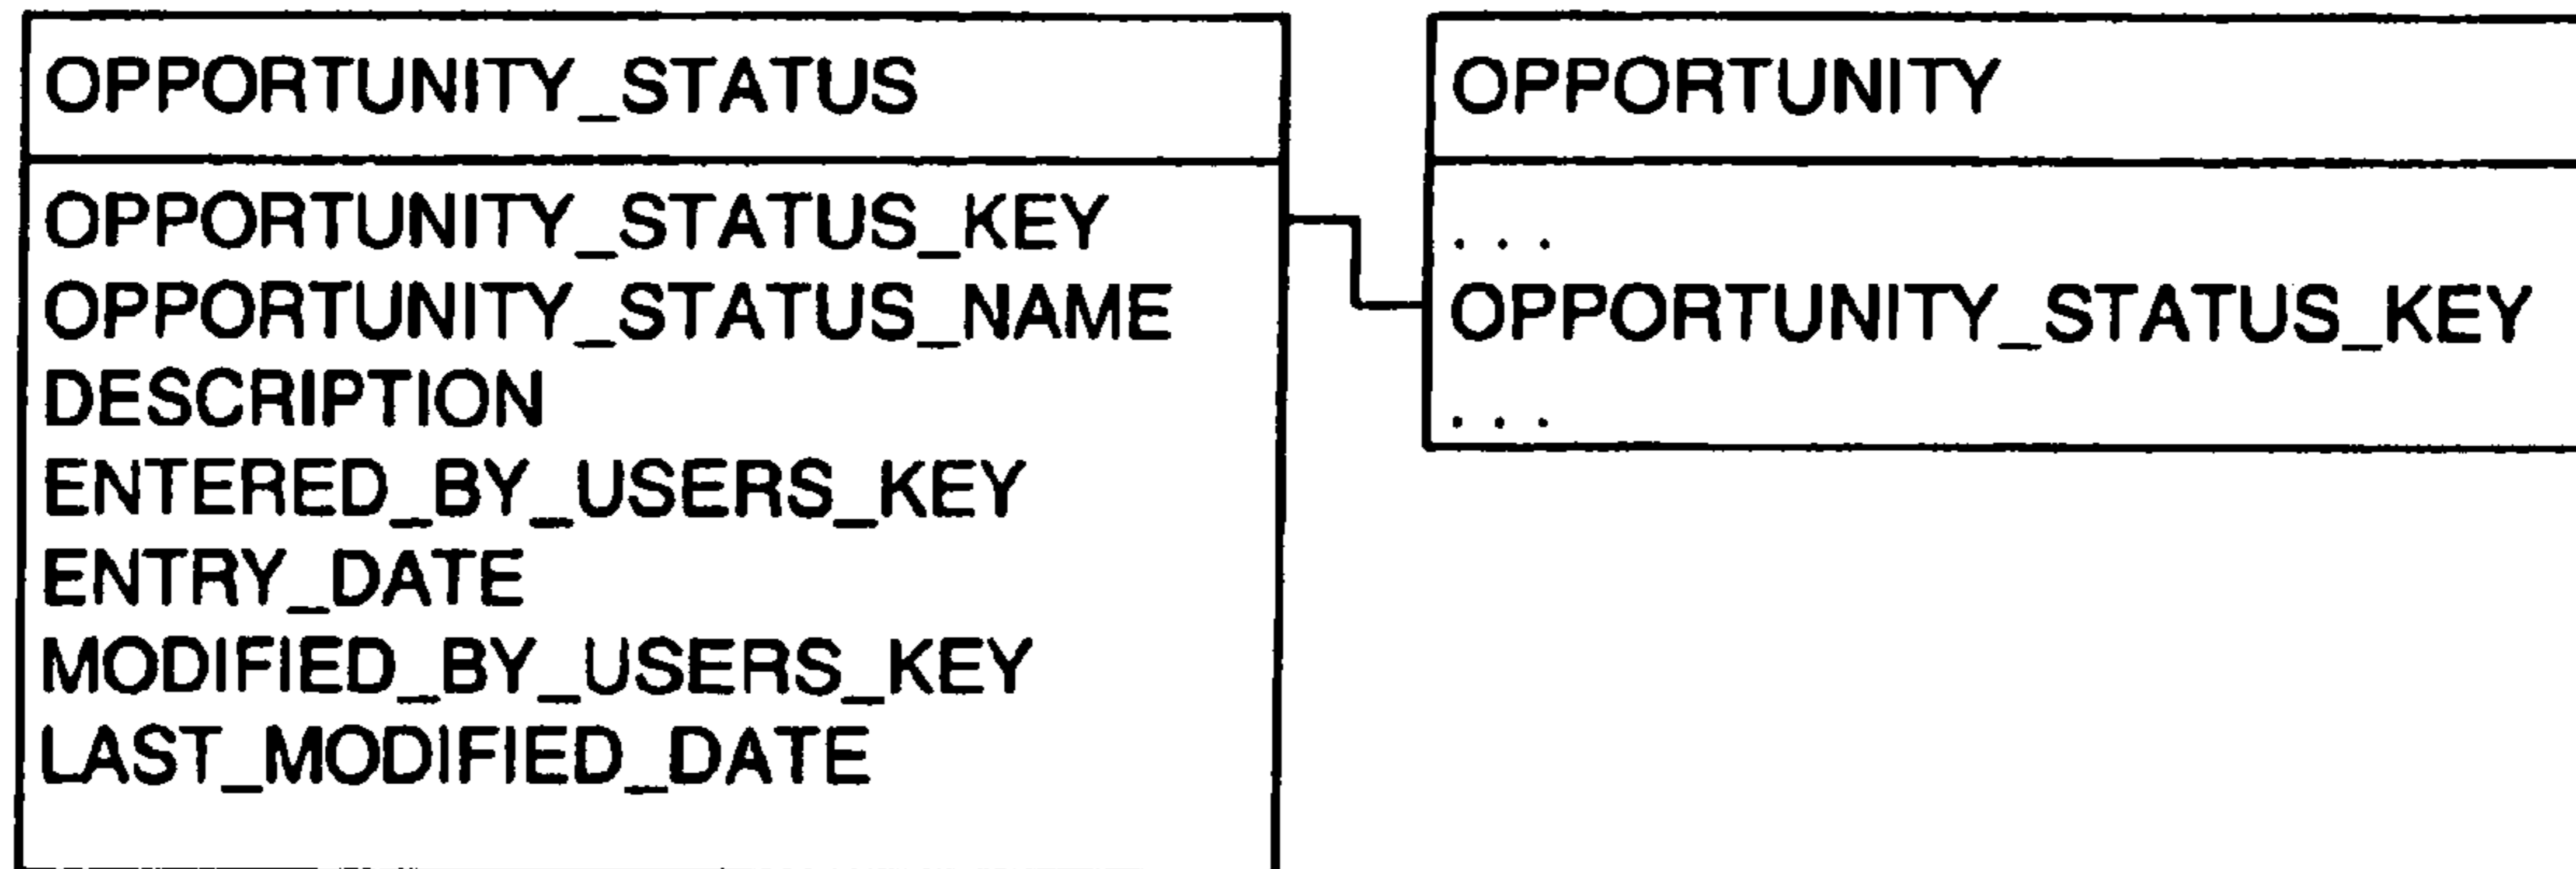 OPPORTUNITY_STATUS
OPPORTUNITY_STATUS_KEY
OPPORTUNITY_STATUS_NAME
DESCRIPTION
ENTERED_BY_USERS_KEY
ENTRY_DATE
MODIFIED_BY_USERS_KEY
LAST_MODIFIED_DATE
OPPORTUNITY
. . .
OPPORTUNITY_STATUS_KEY
. . .